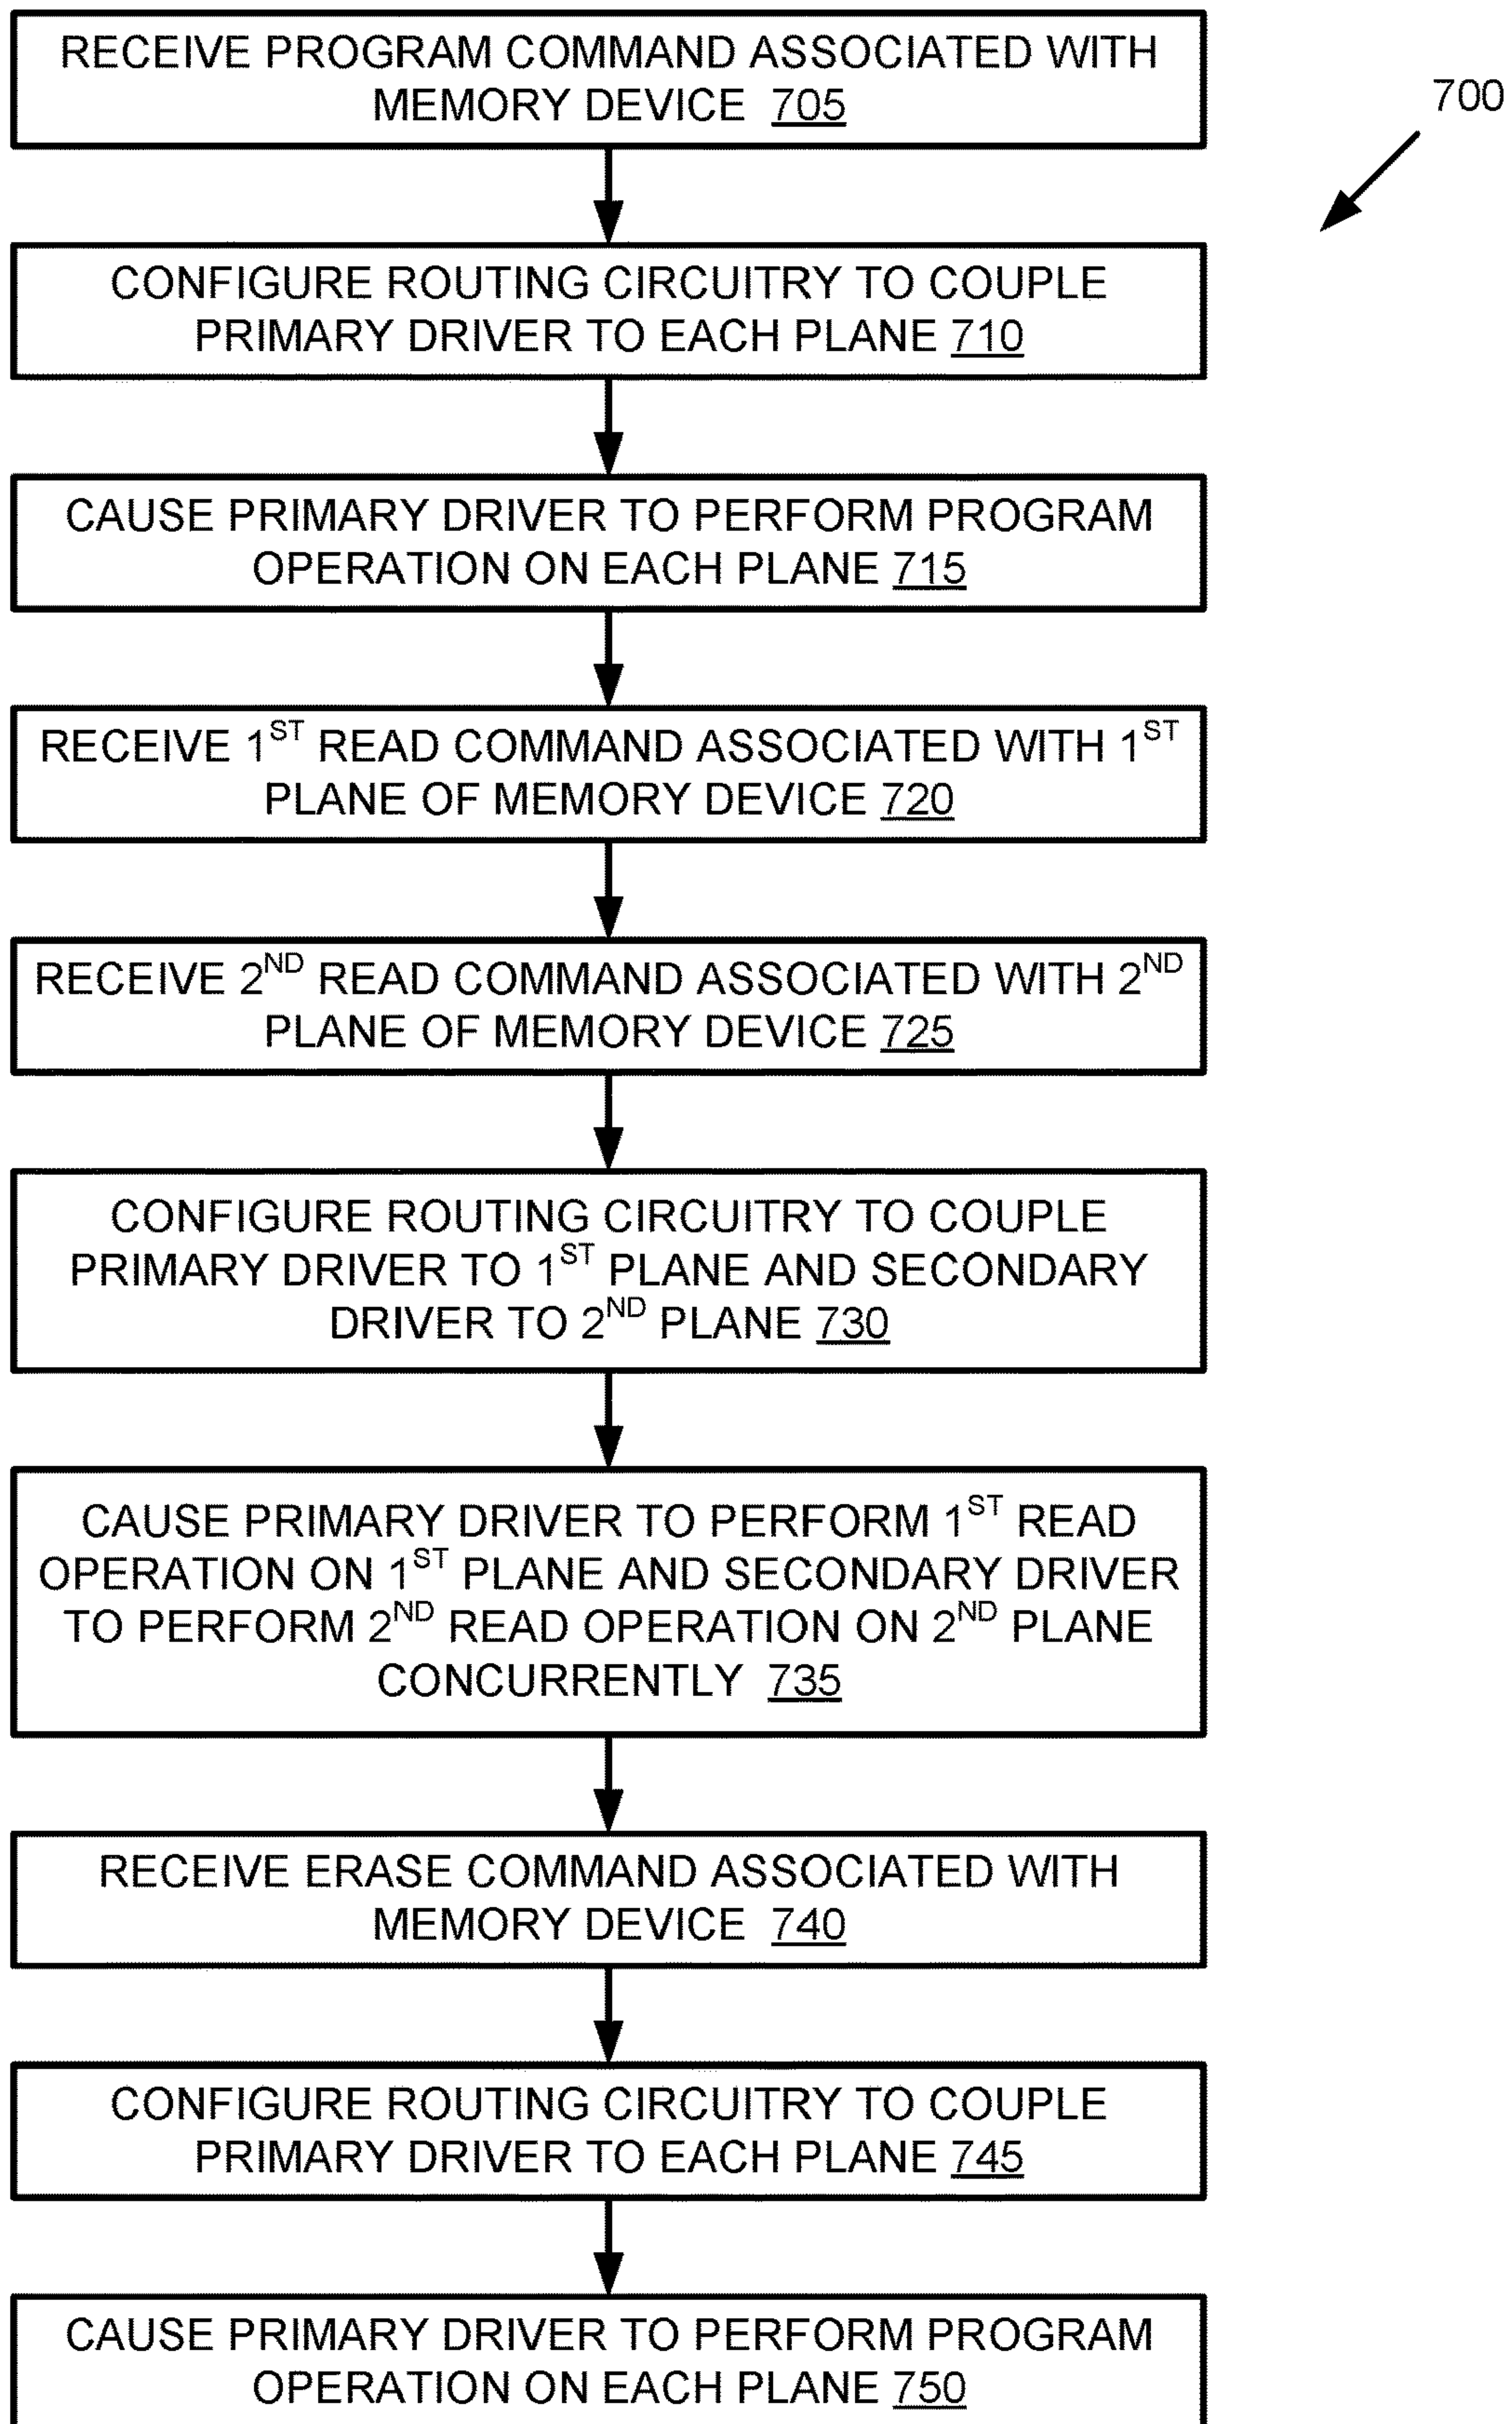 RECEIVE PROGRAM COMMAND ASSOCIATED WITH
MEMORY DEVICE 705
700
CONFIGURE ROUTING CIRCUITRY TO COUPLE
PRIMARY DRIVER TO EACH PLANE 710
CAUSE PRIMARY DRIVER TO PERFORM PROGRAM
OPERATION ON EACH PLANE 715
RECEIVE 1ST READ COMMAND ASSOCIATED WITH 1ST
PLANE OF MEMORY DEVICE 720
RECEIVE 2ND READ COMMAND ASSOCIATED WITH 2ND
PLANE OF MEMORY DEVICE 725
CONFIGURE ROUTING CIRCUITRY TO COUPLE
PRIMARY DRIVER TO 1ST PLANE AND SECONDARY
DRIVER TO 2ND PLANE 730
CAUSE PRIMARY DRIVER TO PERFORM 1ST READ
OPERATION ON 1ST PLANE AND SECONDARY DRIVER
TO PERFORM 2ND READ OPERATION ON 2ND PLANE
CONCURRENTLY 735
RECEIVE ERASE COMMAND ASSOCIATED WITH
MEMORY DEVICE 740
CONFIGURE ROUTING CIRCUITRY TO COUPLE
PRIMARY DRIVER TO EACH PLANE 745
CAUSE PRIMARY DRIVER TO PERFORM PROGRAM
OPERATION ON EACH PLANE 750